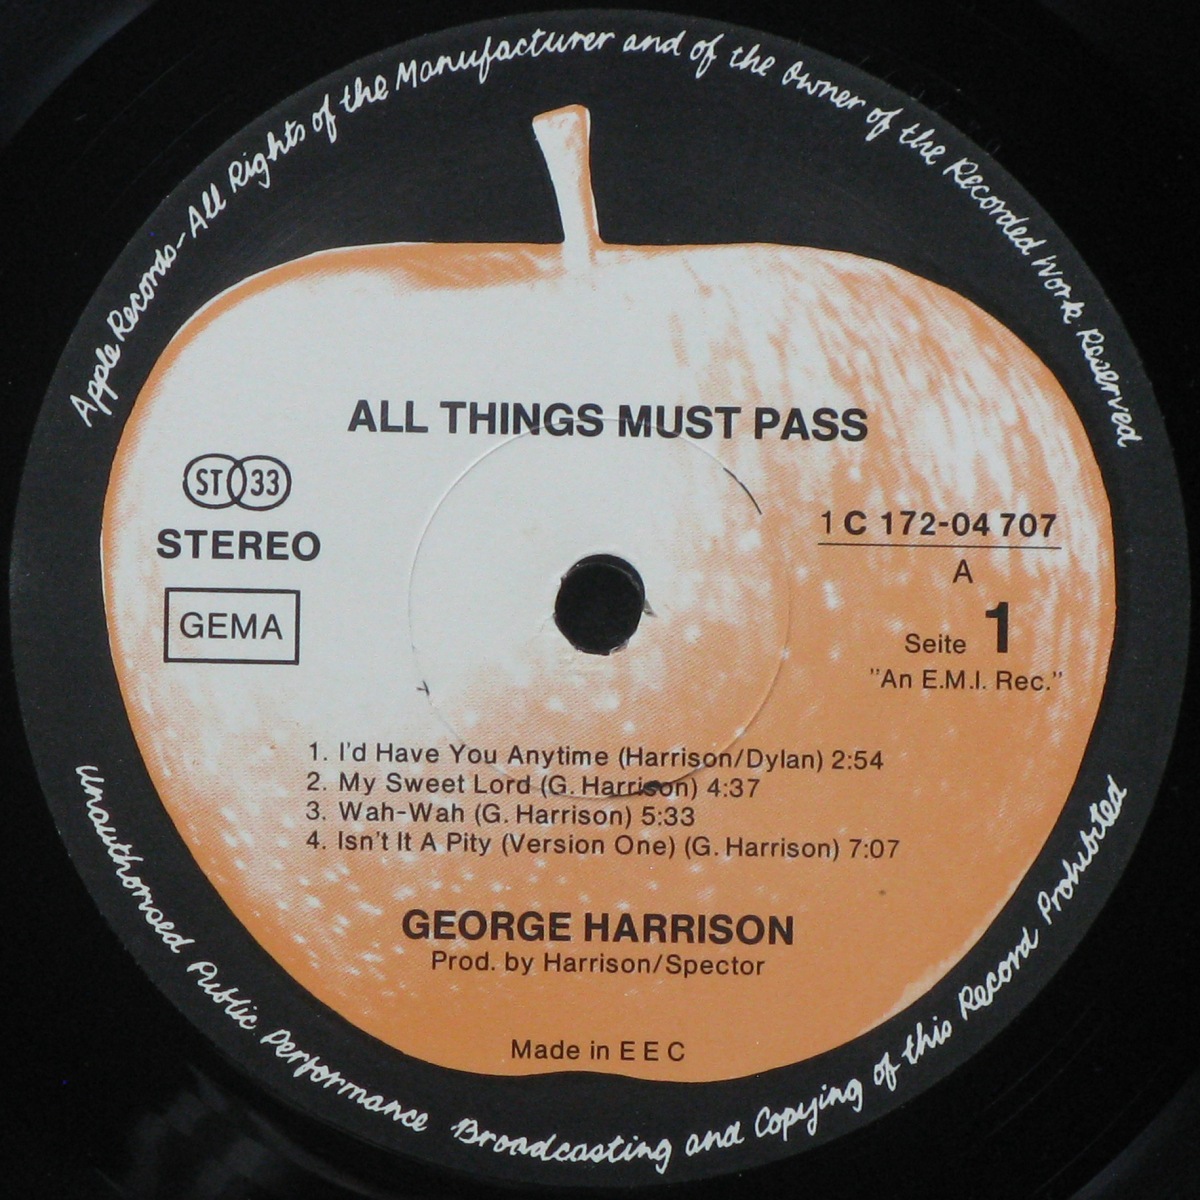 Apple Records - All Rights of the Manufacturer and of the Owner of the Recorded Work Reserved
ALL THINGS MUST PASS
ST 33
STEREO
GEMA
1 C 172-04 707
A
Seite 1
"An E.M.I. Rec."
1. I'd Have You Anytime (Harrison/Dylan) 2:54
2. My Sweet Lord (G. Harrison) 4:37
3. Wah-Wah (G. Harrison) 5:33
4. Isn't It A Pity (Version One) (G. Harrison) 7:07
GEORGE HARRISON
Prod. by Harrison/Spector
Made in E E C
Unauthorised Public Performance Broadcasting and Copying of this Record Prohibited